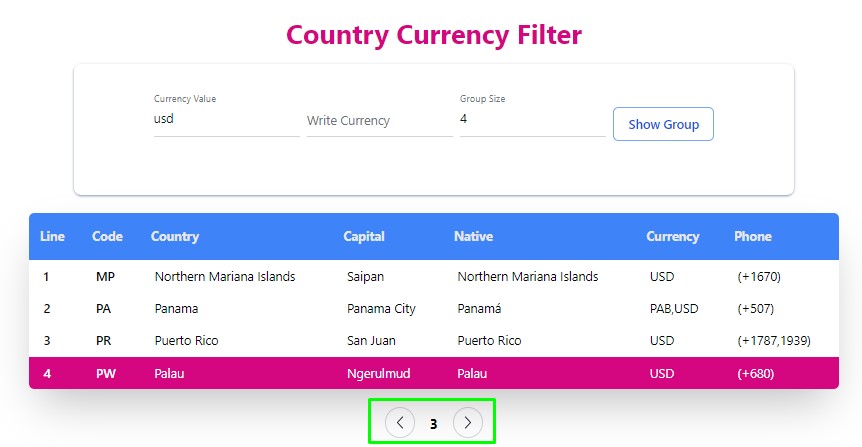 Country Currency Filter
Currency Value
usd
Write Currency
Group Size
4
Show Group
Line Code Country Capital Native Currency Phone
1 MP Northern Mariana Islands Saipan Northern Mariana Islands USD (+1670)
2 PA Panama Panama City Panamá PAB,USD (+507)
3 PR Puerto Rico San Juan Puerto Rico USD (+1787,1939)
4 PW Palau Ngerulmud Palau USD (+680)
3